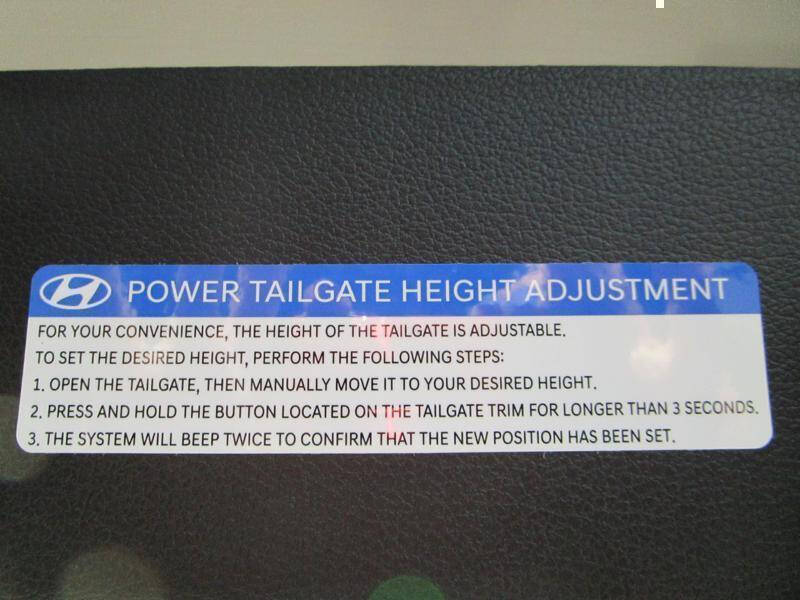 POWER TAILGATE HEIGHT ADJUSTMENT
FOR YOUR CONVENIENCE, THE HEIGHT OF THE TAILGATE IS ADJUSTABLE.
TO SET THE DESIRED HEIGHT, PERFORM THE FOLLOWING STEPS:
1. OPEN THE TAILGATE, THEN MANUALLY MOVE IT TO YOUR DESIRED HEIGHT.
2. PRESS AND HOLD THE BUTTON LOCATED ON THE TAILGATE TRIM FOR LONGER THAN 3 SECONDS.
3. THE SYSTEM WILL BEEP TWICE TO CONFIRM THAT THE NEW POSITION HAS BEEN SET.